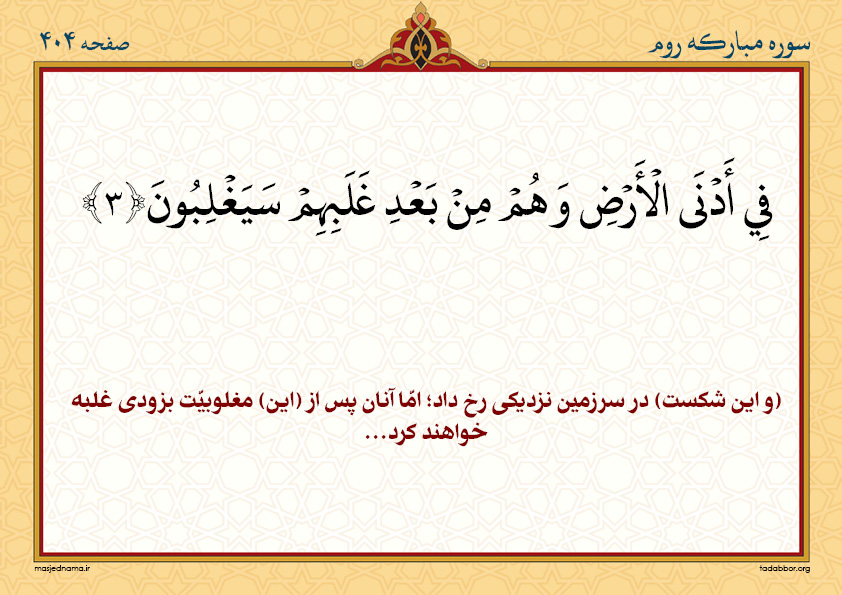 سوره مبارکه روم
صفحه ۴۰۴
فِي أَدْنَى الْأَرْضِ وَهُمْ مِنْ بَعْدِ غَلَبِهِمْ سَيَغْلِبُونَ ﴿٣﴾
(و این شکست) در سرزمین نزدیکی رخ داد؛ امّا آنان پس از (این) مغلوبیّت بزودی غلبه
خواهند کرد...
masjednama.ir
tadabbor.org